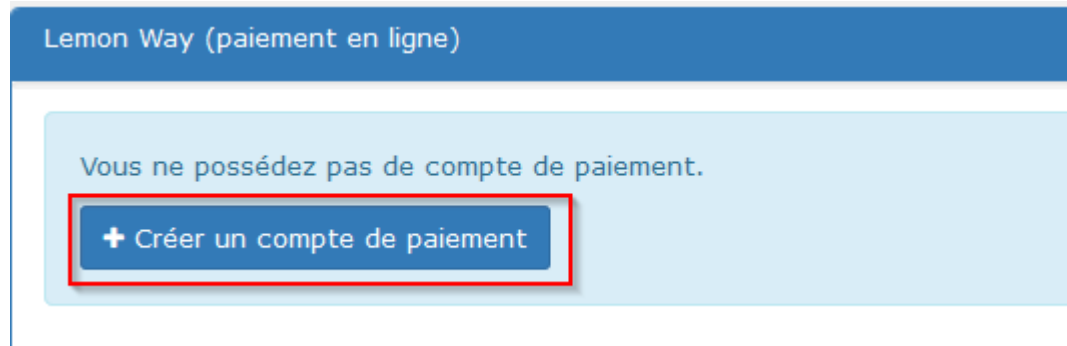 Lemon Way (paiement en ligne)
Vous ne possédez pas de compte de paiement.
+ Créer un compte de paiement